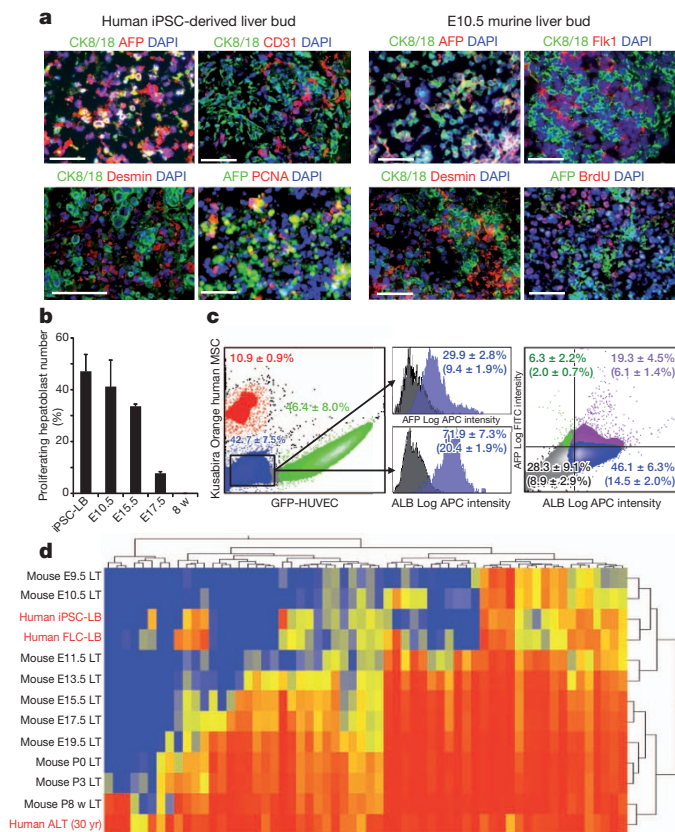 a
Human iPSC-derived liver bud
E10.5 murine liver bud
CK8/18 AFP DAPI
CK8/18 CD31 DAPI
CK8/18 AFP DAPI
CK8/18 Flk1 DAPI
CK8/18 Desmin DAPI
AFP PCNA DAPI
CK8/18 Desmin DAPI
AFP BrdU DAPI
b
Proliferating hepatoblast number
(%)
60
40
20
0
iPSC-LB
E10.5
E15.5
E17.5
8 w
c
Kusabira Orange human MSC
10.9 ± 0.9%
46.4 ± 8.0%
42.7 ± 7.5%
GFP-HUVEC
29.9 ± 2.8%
(9.4 ± 1.9%)
AFP Log APC intensity
71.9 ± 7.3%
(20.4 ± 1.9%)
ALB Log APC intensity
AFP Log FITC intensity
6.3 ± 2.2%
(2.0 ± 0.7%)
19.3 ± 4.5%
(6.1 ± 1.4%)
28.3 ± 9.1%
(8.9 ± 2.9%)
46.1 ± 6.3%
(14.5 ± 2.0%)
ALB Log APC intensity
d
Mouse E9.5 LT
Mouse E10.5 LT
Human iPSC-LB
Human FLC-LB
Mouse E11.5 LT
Mouse E13.5 LT
Mouse E15.5 LT
Mouse E17.5 LT
Mouse E19.5 LT
Mouse P0 LT
Mouse P3 LT
Mouse P8 w LT
Human ALT (30 yr)